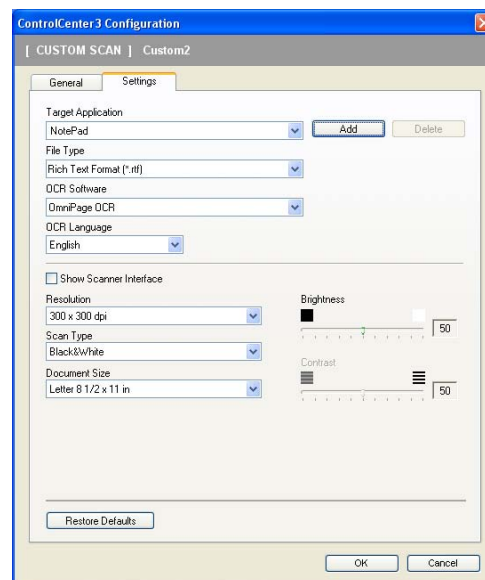 ControlCenter3 Configuration
[ CUSTOM SCAN ] Custom2
General Settings
Target Application
NotePad Add Delete
File Type
Rich Text Format (*.rtf)
OCR Software
OmniPage OCR
OCR Language
English
Show Scanner Interface
Resolution Brightness
300 x 300 dpi 50
Scan Type
Black&White
Contrast
Document Size
Letter 8 1/2 x 11 in 50
Restore Defaults
OK Cancel